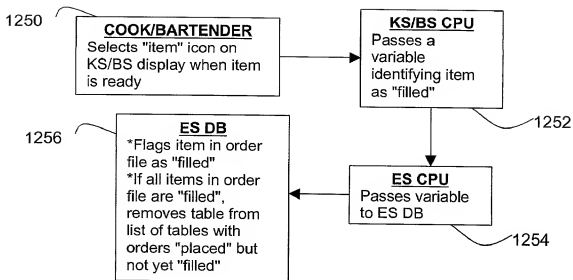 1250
COOK/BARTENDER
Selects "item" icon on
KS/BS display when item
is ready
KS/BS CPU
Passes a
variable
identifying item
as "filled"
1252
1256
ES DB
*Flags item in order
file as "filled"
*If all items in order
file are "filled",
removes table from
list of tables with
orders "placed" but
not yet "filled"
ES CPU
Passes variable
to ES DB
1254